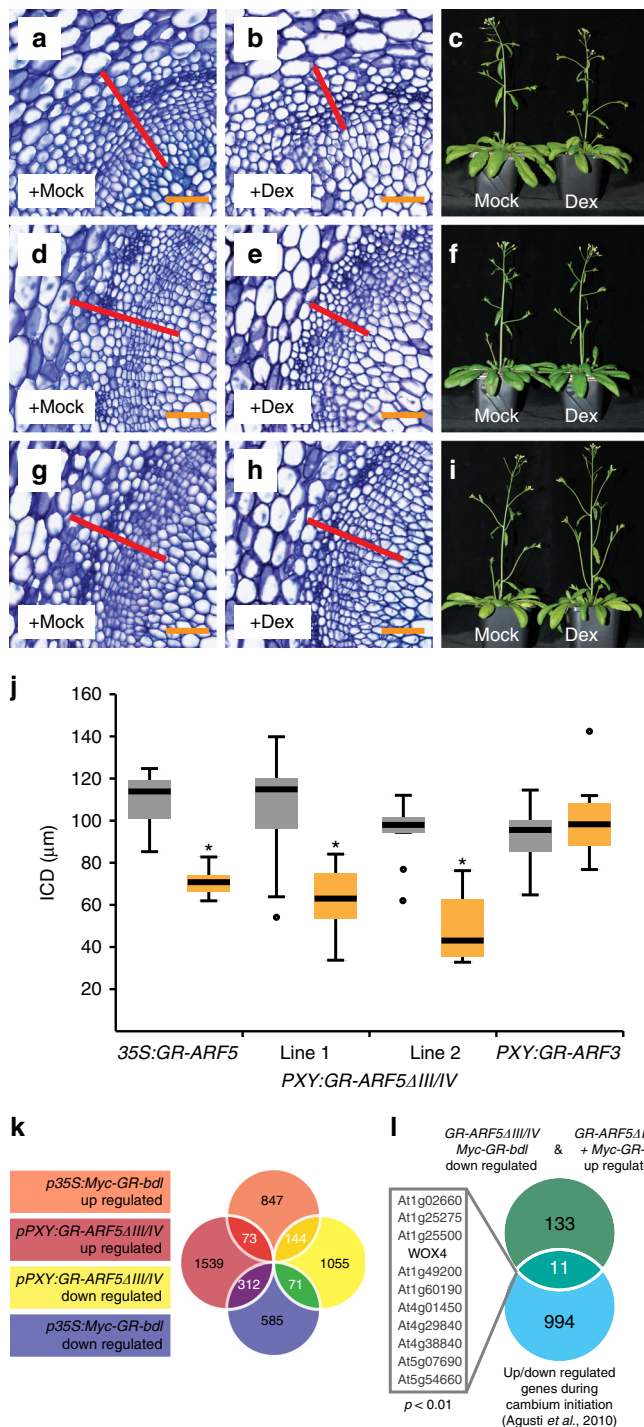 a
+Mock
b
+Dex
c
Mock
Dex
d
+Mock
e
+Dex
f
Mock
Dex
g
+Mock
h
+Dex
i
Mock
Dex
j
160
140
120
100
80
60
40
20
ICD (µm)
*
*
*
35S:GR-ARF5
Line 1
Line 2
PXY:GR-ARF3
PXY:GR-ARF5ΔIII/IV
k
p35S:Myc-GR-bdl
up regulated
pPXY:GR-ARF5ΔIII/IV
up regulated
pPXY:GR-ARF5ΔIII/IV
down regulated
p35S:Myc-GR-bdl
down regulated
847
73
144
1539
1055
312
71
585
l
GR-ARF5ΔIII/IV
Myc-GR-bdl
down regulated
&
GR-ARF5ΔI
+ Myc-GR-
up regulat
At1g02660
At1g25275
At1g25500
WOX4
At1g49200
At1g60190
At4g01450
At4g29840
At4g38840
At5g07690
At5g54660
p < 0.01
133
11
994
Up/down regulated
genes during
cambium initiation
(Agusti et al., 2010)